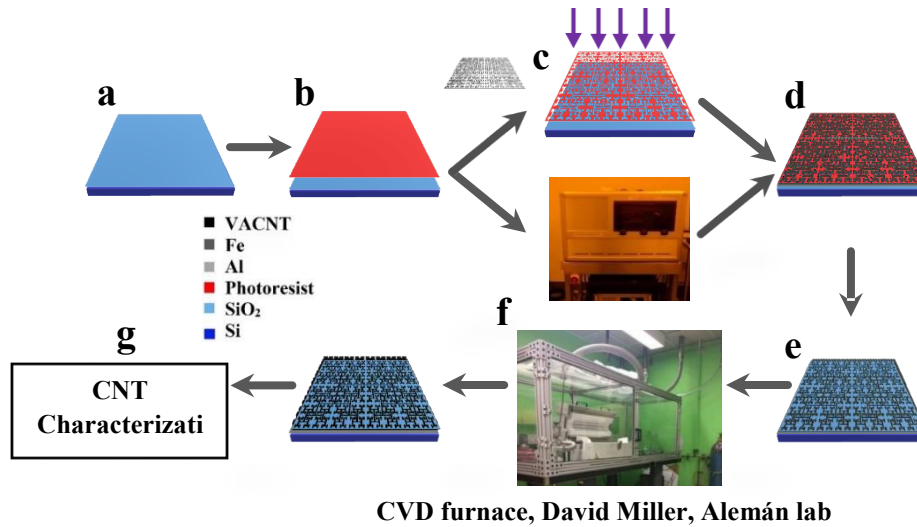 a
b
c
d
VACNT
Fe
Al
Photoresist
SiO₂
Si
e
f
g
CNT
Characterizati
CVD furnace, David Miller, Alemán lab